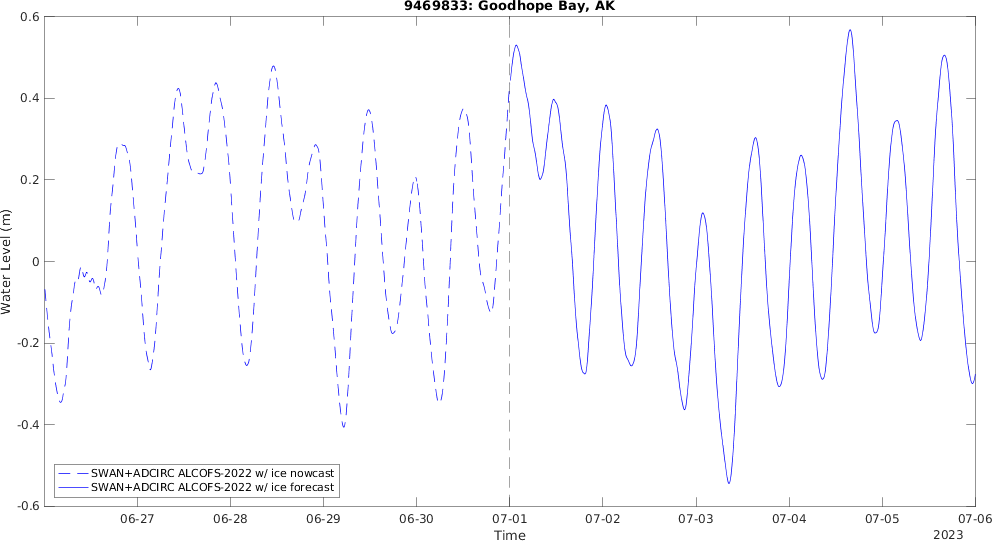 9469833: Goodhope Bay, AK
0.6
0.4
0.2
0
-0.2
-0.4
-0.6
Water Level (m)
SWAN+ADCIRC ALCOFS-2022 w/ ice nowcast
SWAN+ADCIRC ALCOFS-2022 w/ ice forecast
06-27 06-28 06-29 06-30 07-01 07-02 07-03 07-04 07-05 07-06
Time
2023